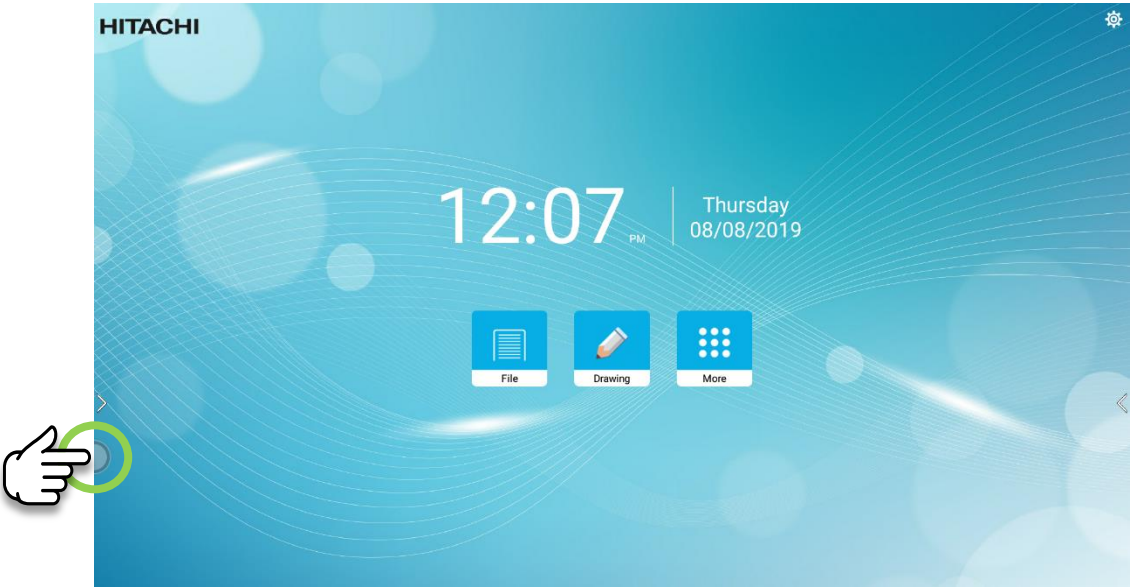 HITACHI
12:07 PM
Thursday
08/08/2019
File
Drawing
More